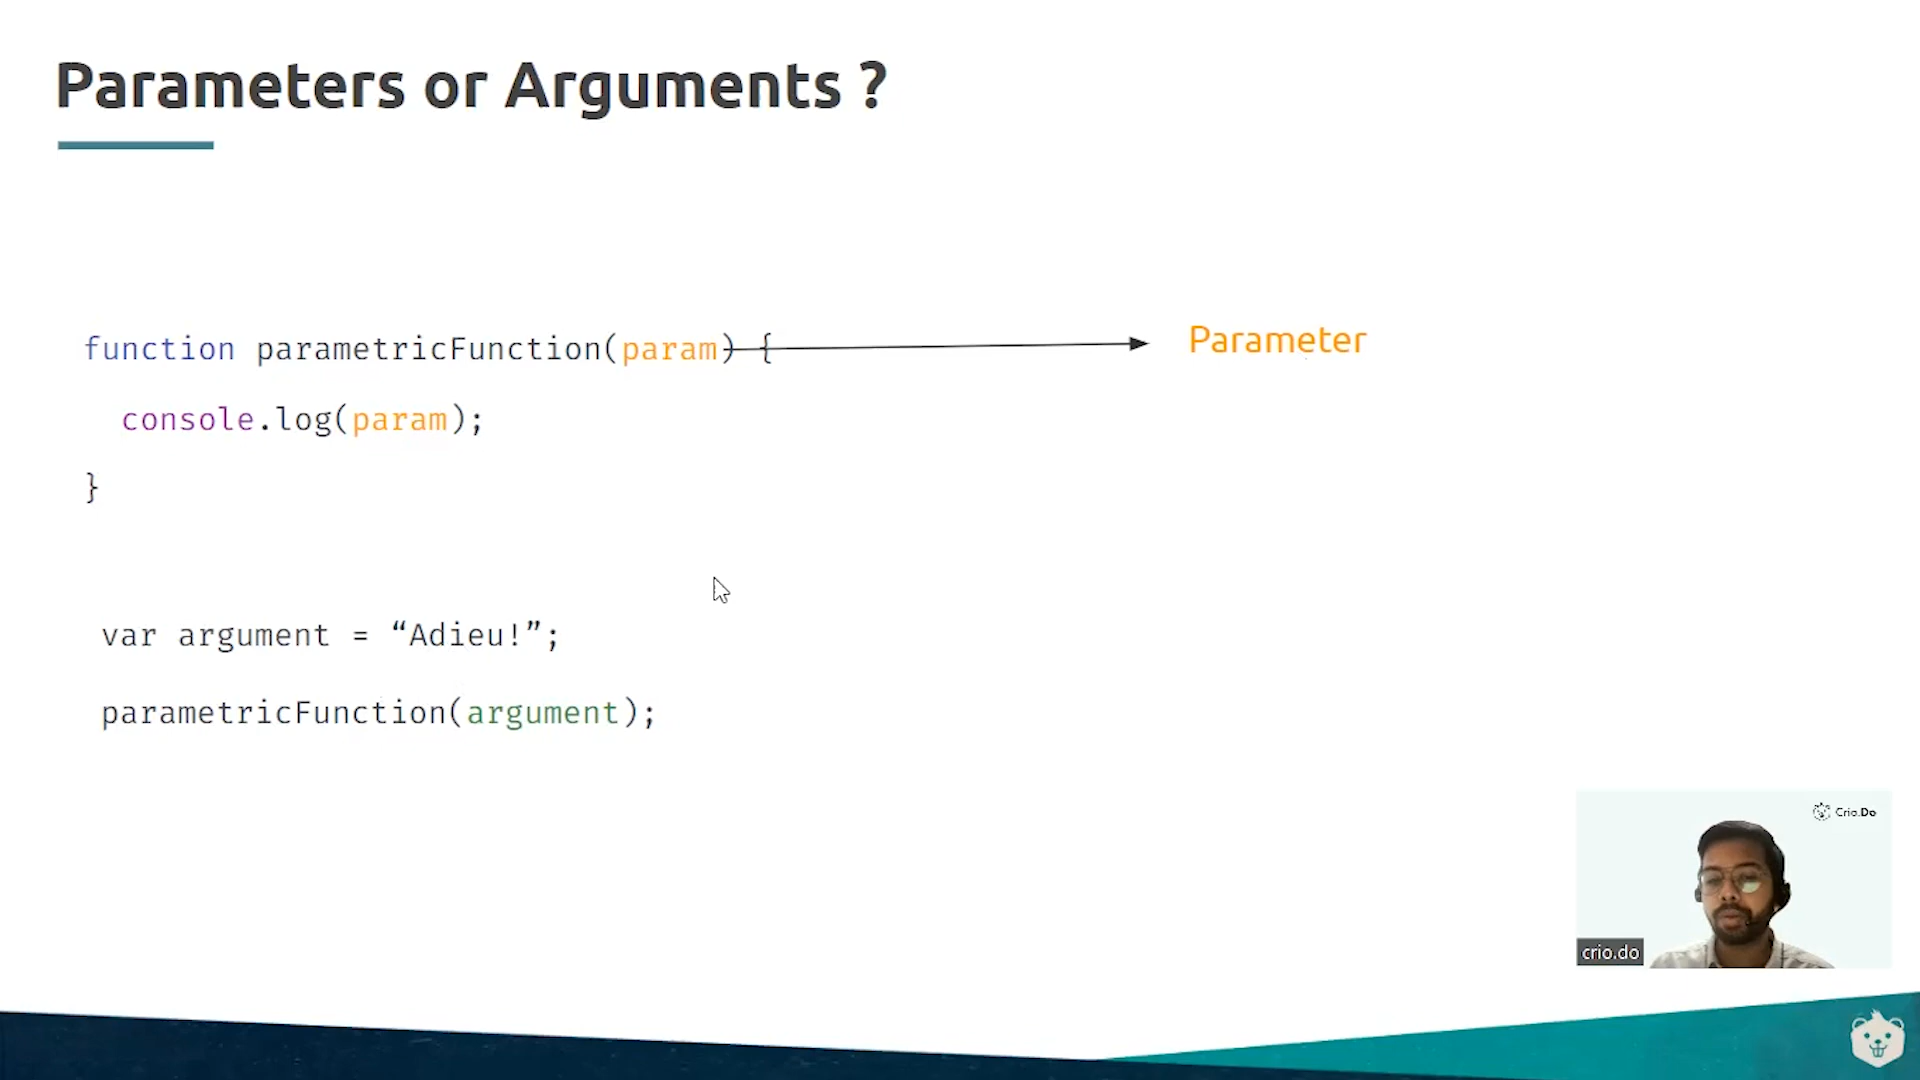 Parameters or Arguments ?
function parametricFunction(param) {
Parameter
console.log(param);
}
var argument = “Adieu!”;
parametricFunction(argument);
Crio.Do
crio.do